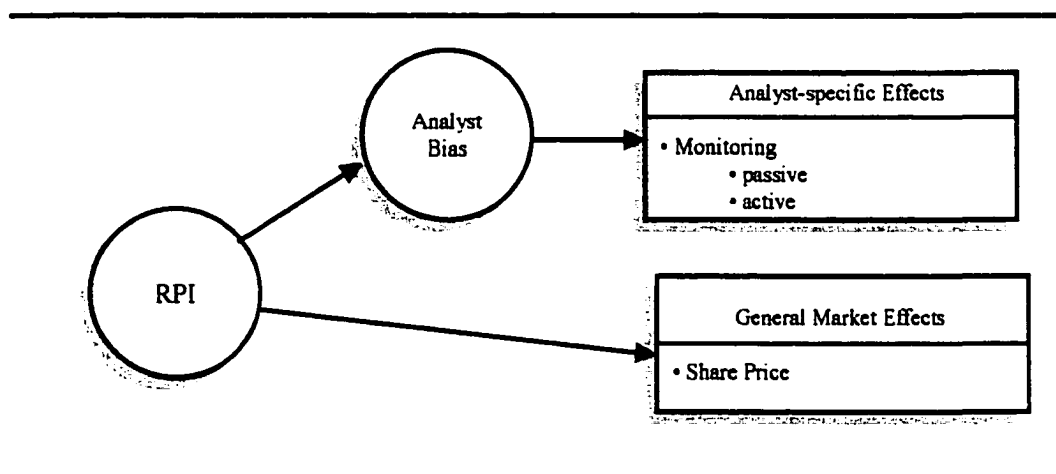 Analyst
Bias
Analyst-specific Effects
• Monitoring
• passive
• active
RPI
General Market Effects
• Share Price